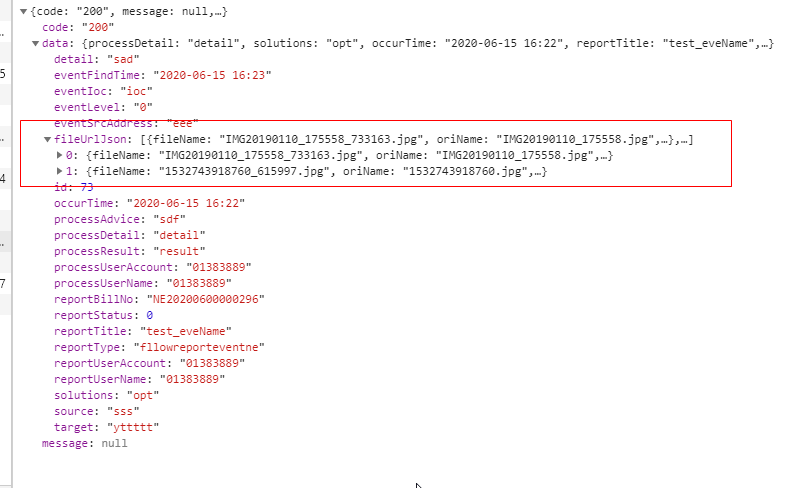 ▼{code: "200", message: null,…}
code: "200"
▼data: {processDetail: "detail", solutions: "opt", occurTime: "2020-06-15 16:22", reportTitle: "test_eveName",…}
detail: "sad"
5
eventFindTime: "2020-06-15 16:23"
eventIoc: "ioc"
eventLevel: "0"
eventSrcAddress: "eee"
▼fileUrlJson: [{fileName: "IMG20190110_175558_733163.jpg", oriName: "IMG20190110_175558.jpg",…},…]
▶0: {fileName: "IMG20190110_175558_733163.jpg", oriName: "IMG20190110_175558.jpg",…}
▶1: {fileName: "1532743918760_615997.jpg", oriName: "1532743918760.jpg",…}
4
id: 73
occurTime: "2020-06-15 16:22"
processAdvice: "sdf"
processDetail: "detail"
processResult: "result"
processUserAccount: "01383889"
7
processUserName: "01383889"
reportBillNo: "NE20200600000296"
reportStatus: 0
reportTitle: "test_eveName"
reportType: "fllowreporteventne"
reportUserAccount: "01383889"
reportUserName: "01383889"
solutions: "opt"
source: "sss"
target: "yttttt"
message: null